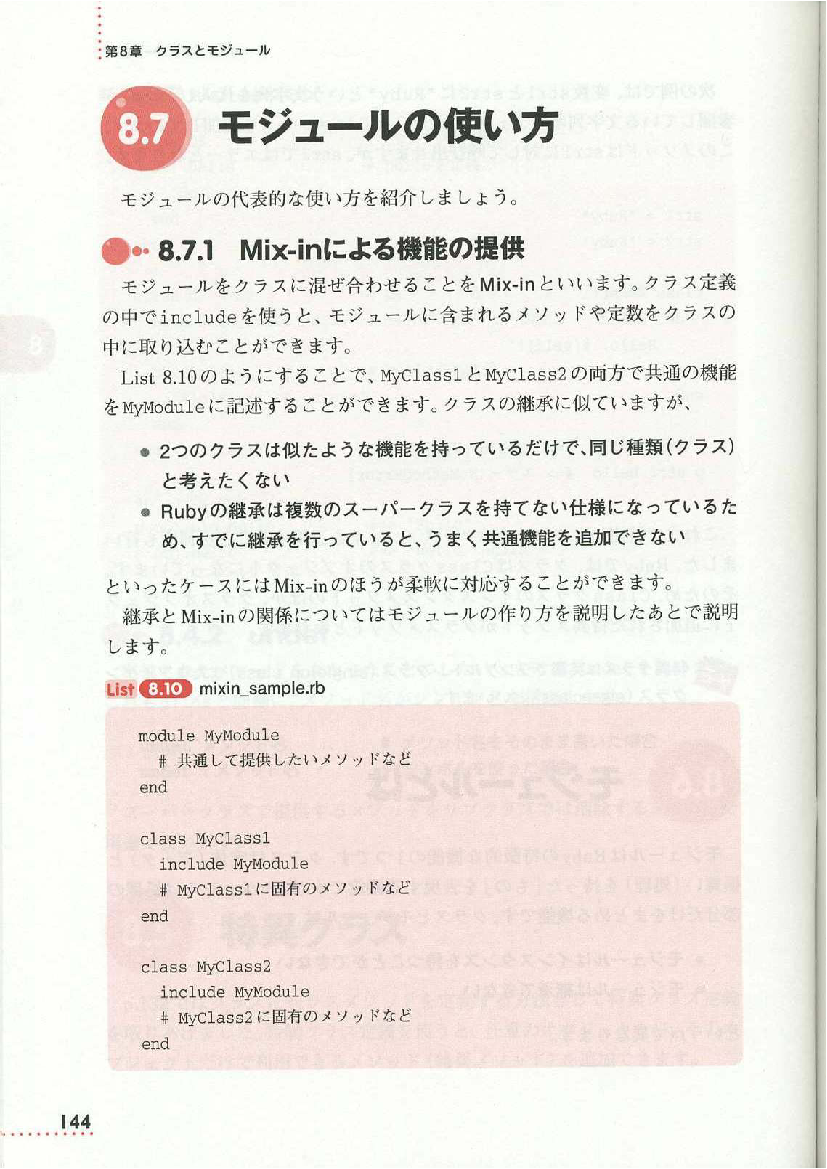 第8章　クラスとモジュール
8.7　モジュールの使い方
モジュールの代表的な使い方を紹介しましょう。
8.7.1　Mix-inによる機能の提供
モジュールをクラスに混ぜ合わせることをMix-inといいます。クラス定義
の中でincludeを使うと、モジュールに含まれるメソッドや定数をクラスの
中に取り込むことができます。
List 8.10のようにすることで、MyClass1とMyClass2の両方で共通の機能
をMyModuleに記述することができます。クラスの継承に似ていますが、
● 2つのクラスは似たような機能を持っているだけで、同じ種類(クラス)
と考えたくない
● Rubyの継承は複数のスーパークラスを持てない仕様になっているた
め、すでに継承を行っていると、うまく共通機能を追加できない
といったケースにはMix-inのほうが柔軟に対応することができます。
継承とMix-inの関係についてはモジュールの作り方を説明したあとで説明
します。
List 8.10 mixin_sample.rb
module MyModule
# 共通して提供したいメソッドなど
end
class MyClass1
include MyModule
# MyClass1に固有のメソッドなど
end
class MyClass2
include MyModule
# MyClass2に固有のメソッドなど
end
144